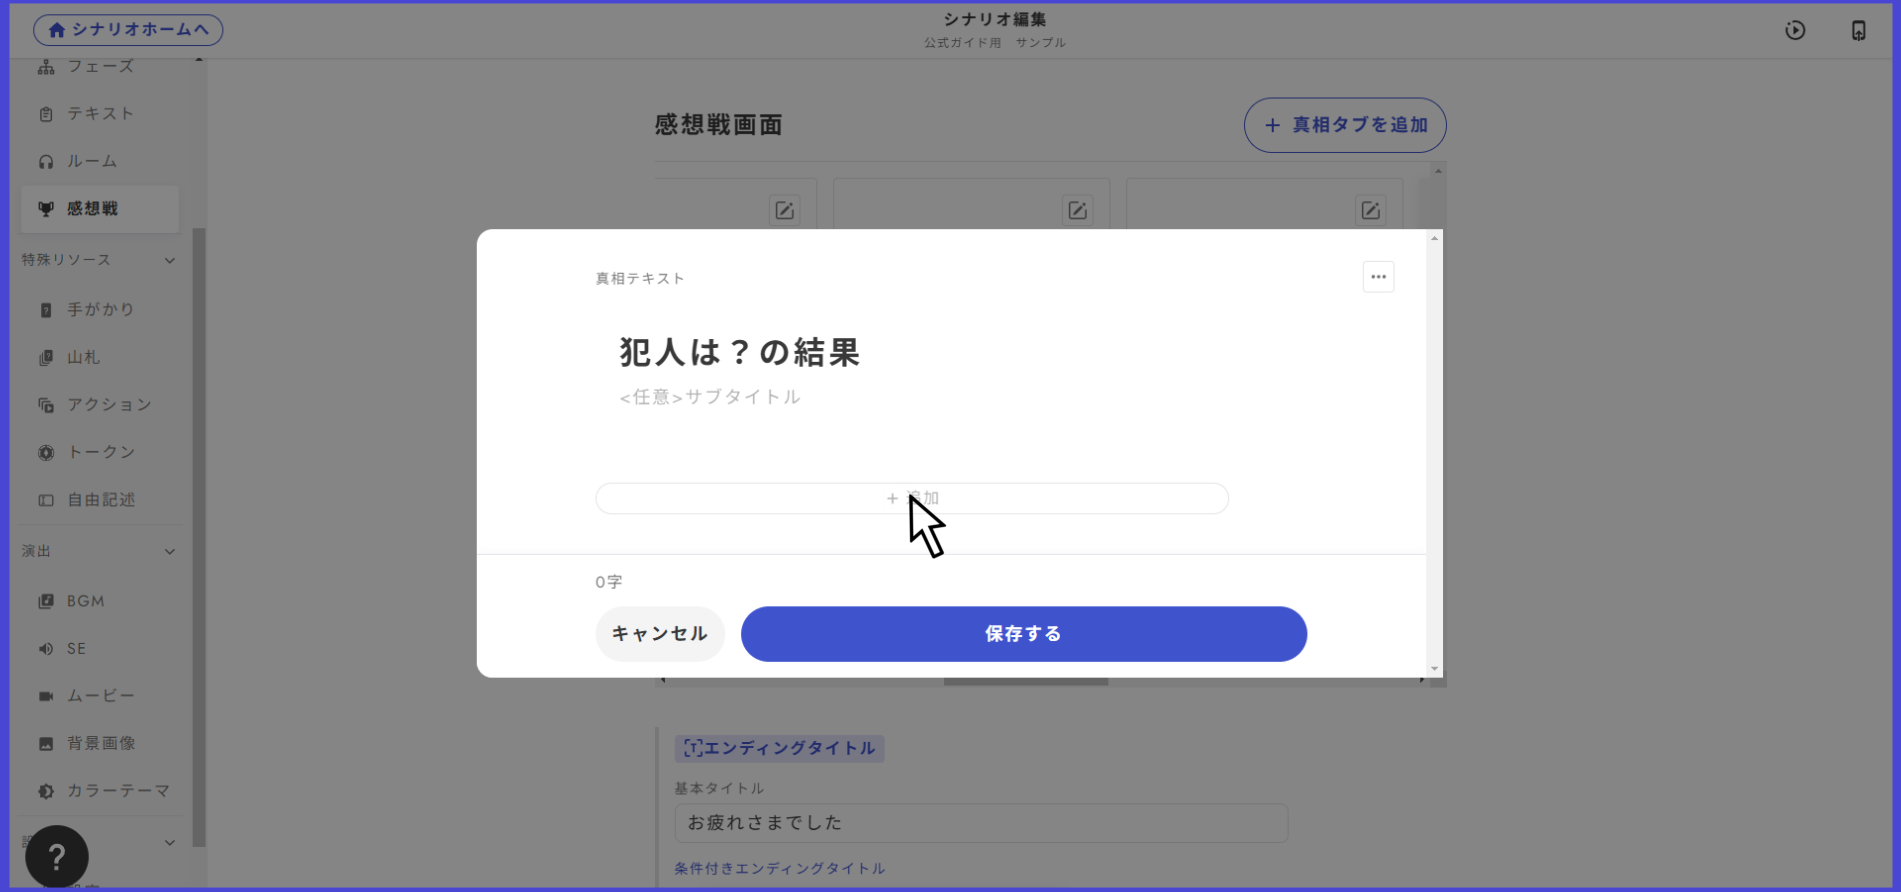 シナリオホームへ
シナリオ編集
公式ガイド用 サンプル
フェーズ
テキスト
ルーム
感想戦
特殊リソース
手がかり
山札
アクション
トークン
自由記述
演出
BGM
SE
ムービー
背景画像
カラーテーマ
?
感想戦画面
+ 真相タブを追加
真相テキスト
犯人は？の結果
<任意>サブタイトル
+ 追加
0字
キャンセル
保存する
[T]エンディングタイトル
基本タイトル
お疲れさまでした
条件付きエンディングタイトル